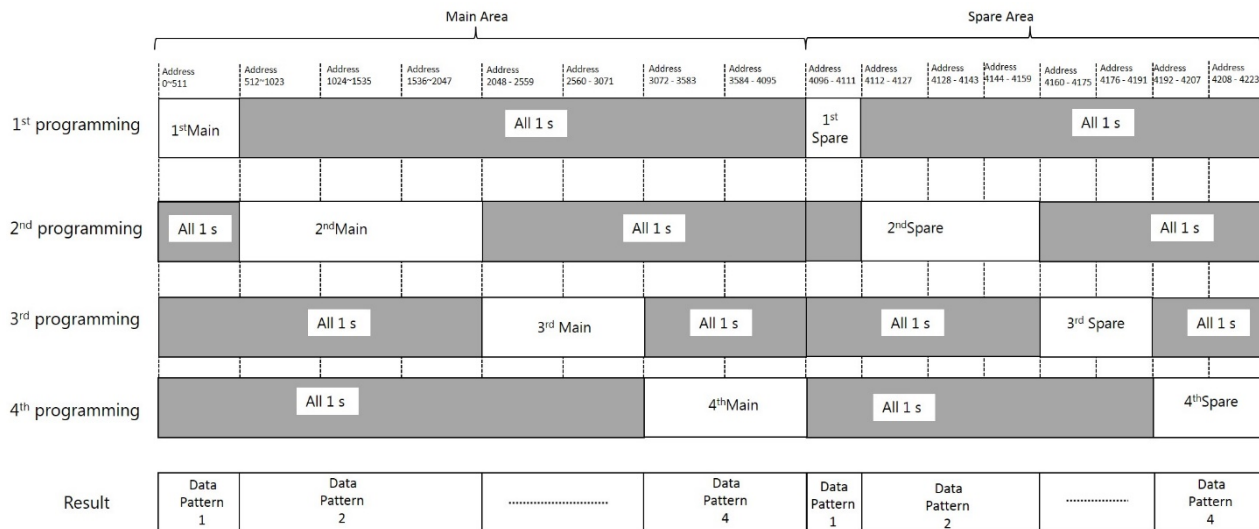 Main Area
Spare Area
Address
0~511
Address
512~1023
Address
1024~1535
Address
1536~2047
Address
2048 - 2559
Address
2560 - 3071
Address
3072 - 3583
Address
3584 - 4095
Address
4096 - 4111
Address
4112 - 4127
Address
4128 - 4143
Address
4144 - 4159
Address
4160 - 4175
Address
4176 - 4191
Address
4192 - 4207
Address
4208 - 4223
1st programming
1stMain
All 1 s
1st
Spare
All 1 s
2nd programming
All 1 s
2ndMain
All 1 s
2ndSpare
All 1 s
3rd programming
All 1 s
3rd Main
All 1 s
All 1 s
3rd Spare
All 1 s
4th programming
All 1 s
4thMain
All 1 s
4thSpare
Result
Data
Pattern
1
Data
Pattern
2
Data
Pattern
4
Data
Pattern
1
Data
Pattern
2
Data
Pattern
4